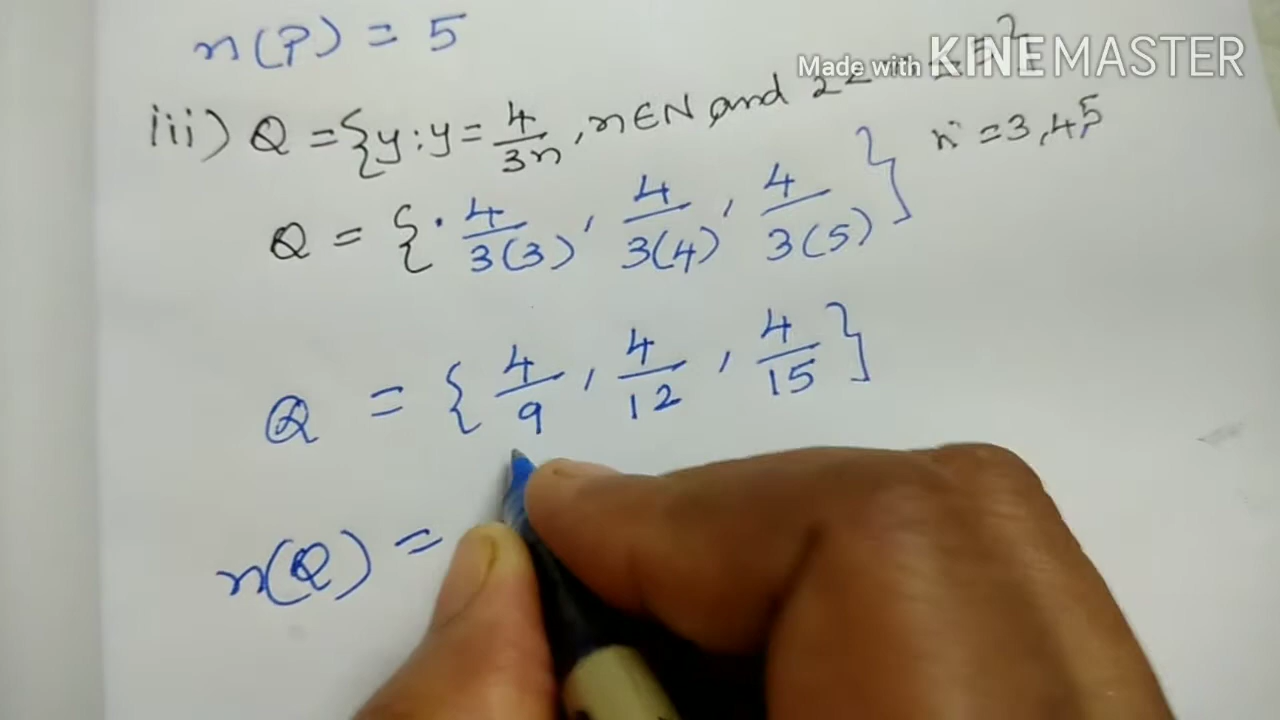 n(P) = 5
Made with KINEMASTER
iii) Q = {y : y = 4/3n, n ∈ N and 2 <
n = 3, 4, 5
Q = { 4/3(3), 4/3(4), 4/3(5) }
Q = { 4/9, 4/12, 4/15 }
n(Q) =